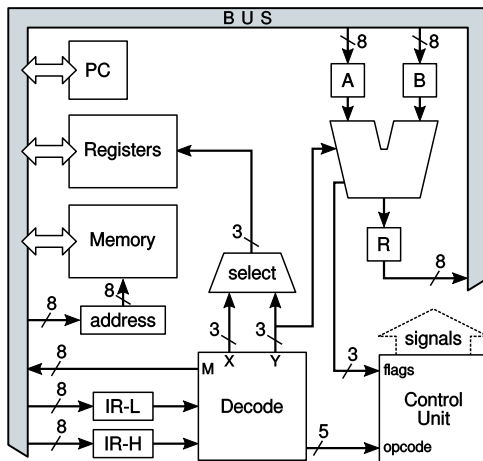 BUS
8
8
PC
A
B
Registers
3
Memory
R
8
8
select
8
address
signals
3
3
3
8
M
X
Y
flags
8
IR-L
Decode
Control
Unit
8
IR-H
5
opcode